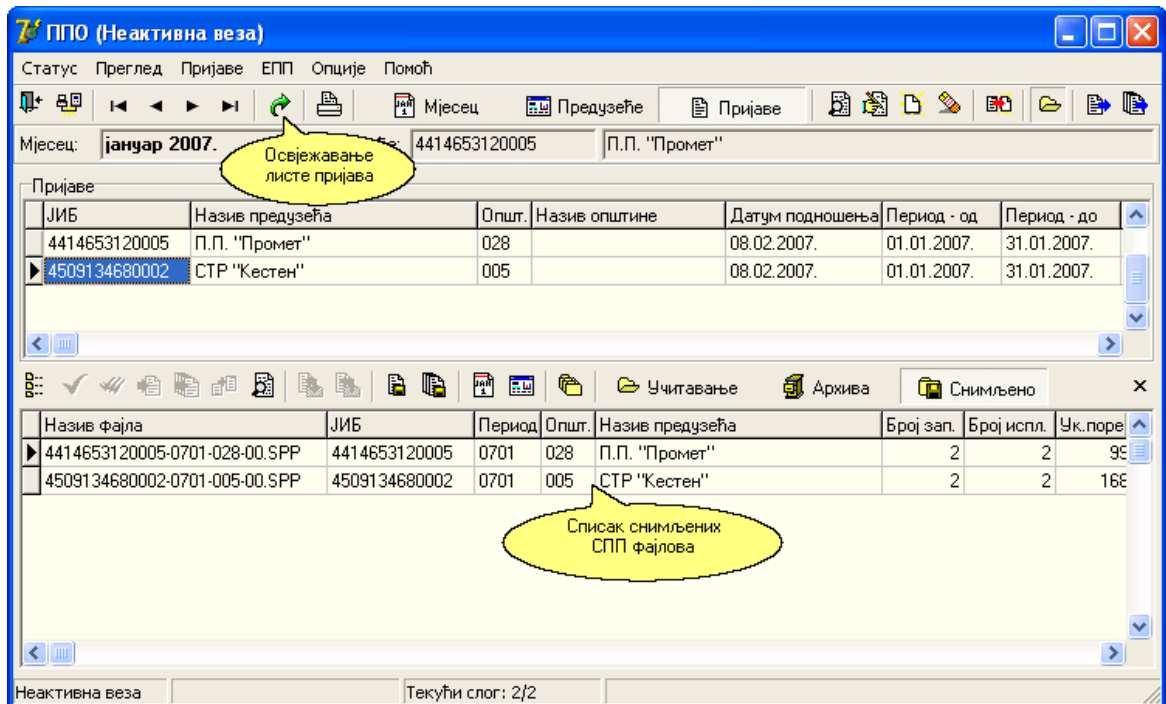 ППО (Неактивна веза)
Статус Преглед Пријаве ЕПП Опције Помоћ
Мјесец Предузеће Пријаве
Мјесец: јануар 2007. 4414653120005 П.П. "Промет"
Освјежавање
листе пријава
Пријаве
ЈИБ Назив предузећа Општ. Назив општине Датум подношења Период - од Период - до
4414653120005 П.П. "Промет" 028 08.02.2007. 01.01.2007. 31.01.2007.
4509134680002 СТР "Кестен" 005 08.02.2007. 01.01.2007. 31.01.2007.
Учитавање Архива Снимљено
Назив фајла ЈИБ Период Општ. Назив предузећа Број зап. Број испл. Ук.поре
4414653120005-0701-028-00.SPP 4414653120005 0701 028 П.П. "Промет" 2 2 99
4509134680002-0701-005-00.SPP 4509134680002 0701 005 СТР "Кестен" 2 2 168
Списак снимљених
СПП фајлова
Неактивна веза Текући слог: 2/2